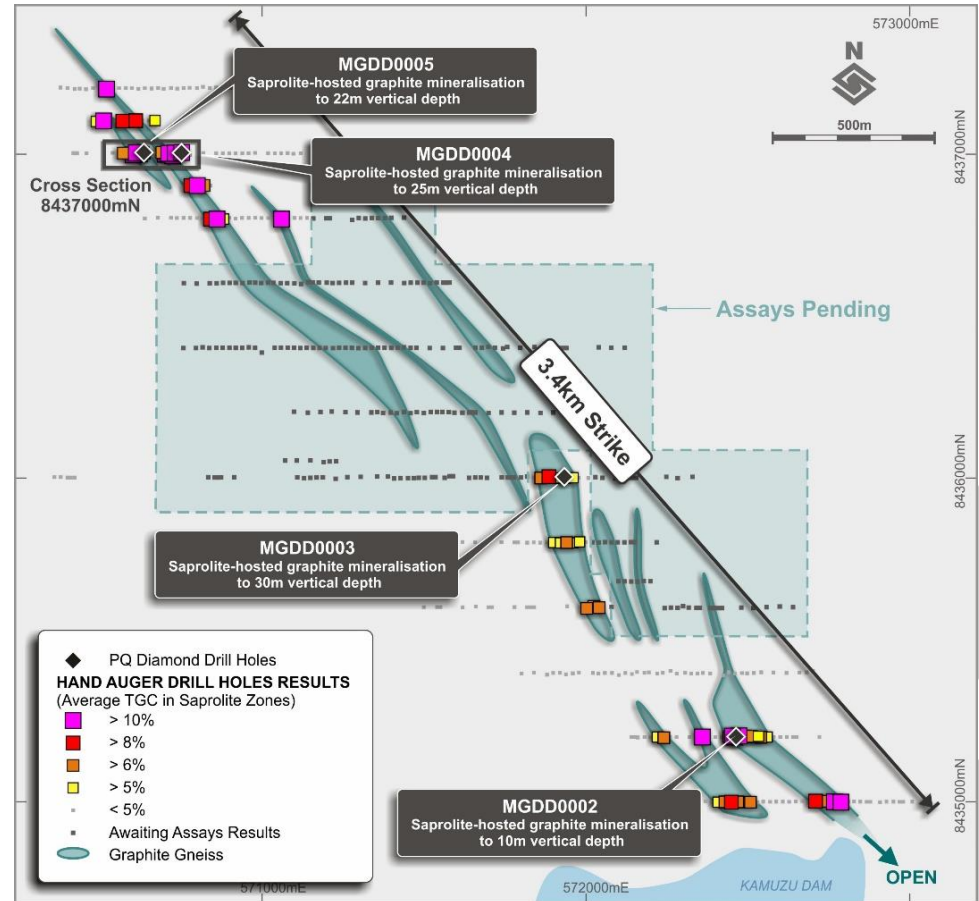 573000mE
N
500m
MGDD0005
Saprolite-hosted graphite mineralisation
to 22m vertical depth
MGDD0004
Saprolite-hosted graphite mineralisation
to 25m vertical depth
8437000mN
Cross Section
8437000mN
Assays Pending
3.4km Strike
8436000mN
MGDD0003
Saprolite-hosted graphite mineralisation
to 30m vertical depth
PQ Diamond Drill Holes
HAND AUGER DRILL HOLES RESULTS
(Average TGC in Saprolite Zones)
> 10%
> 8%
> 6%
> 5%
< 5%
Awaiting Assays Results
Graphite Gneiss
MGDD0002
Saprolite-hosted graphite mineralisation
to 10m vertical depth
8435000mN
OPEN
KAMUZU DAM
571000mE
572000mE